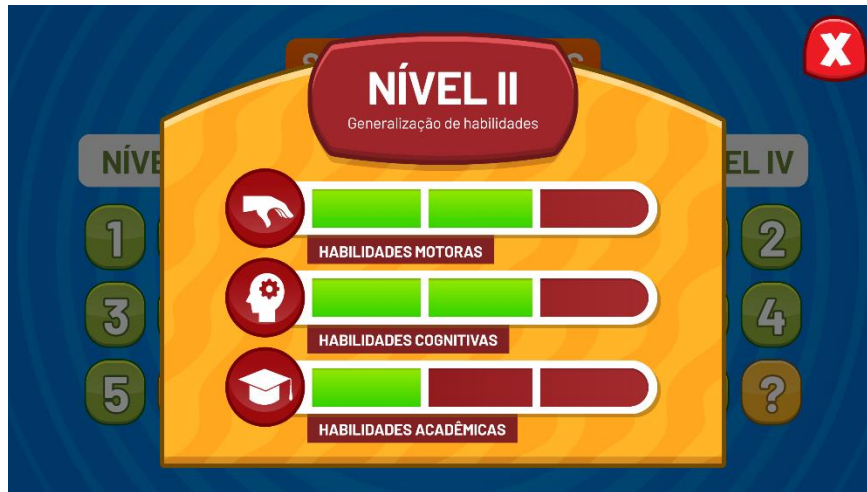 X
NÍVEL II
Generalização de habilidades
NÍVE
EL IV
1
2
HABILIDADES MOTORAS
3
4
HABILIDADES COGNITIVAS
5
?
HABILIDADES ACADÊMICAS